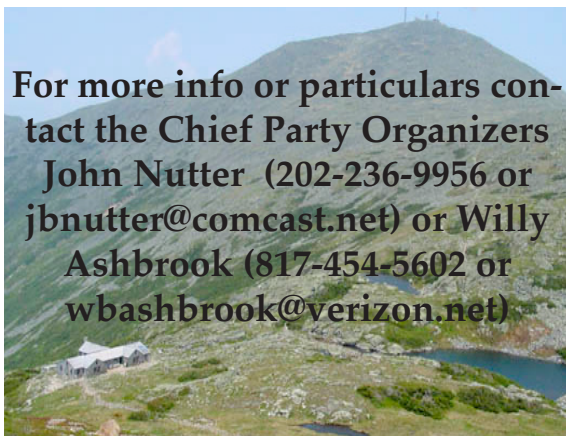 For more info or particulars con-
tact the Chief Party Organizers
John Nutter  (202-236-9956 or
jbnutter@comcast.net) or Willy
Ashbrook (817-454-5602 or
wbashbrook@verizon.net)